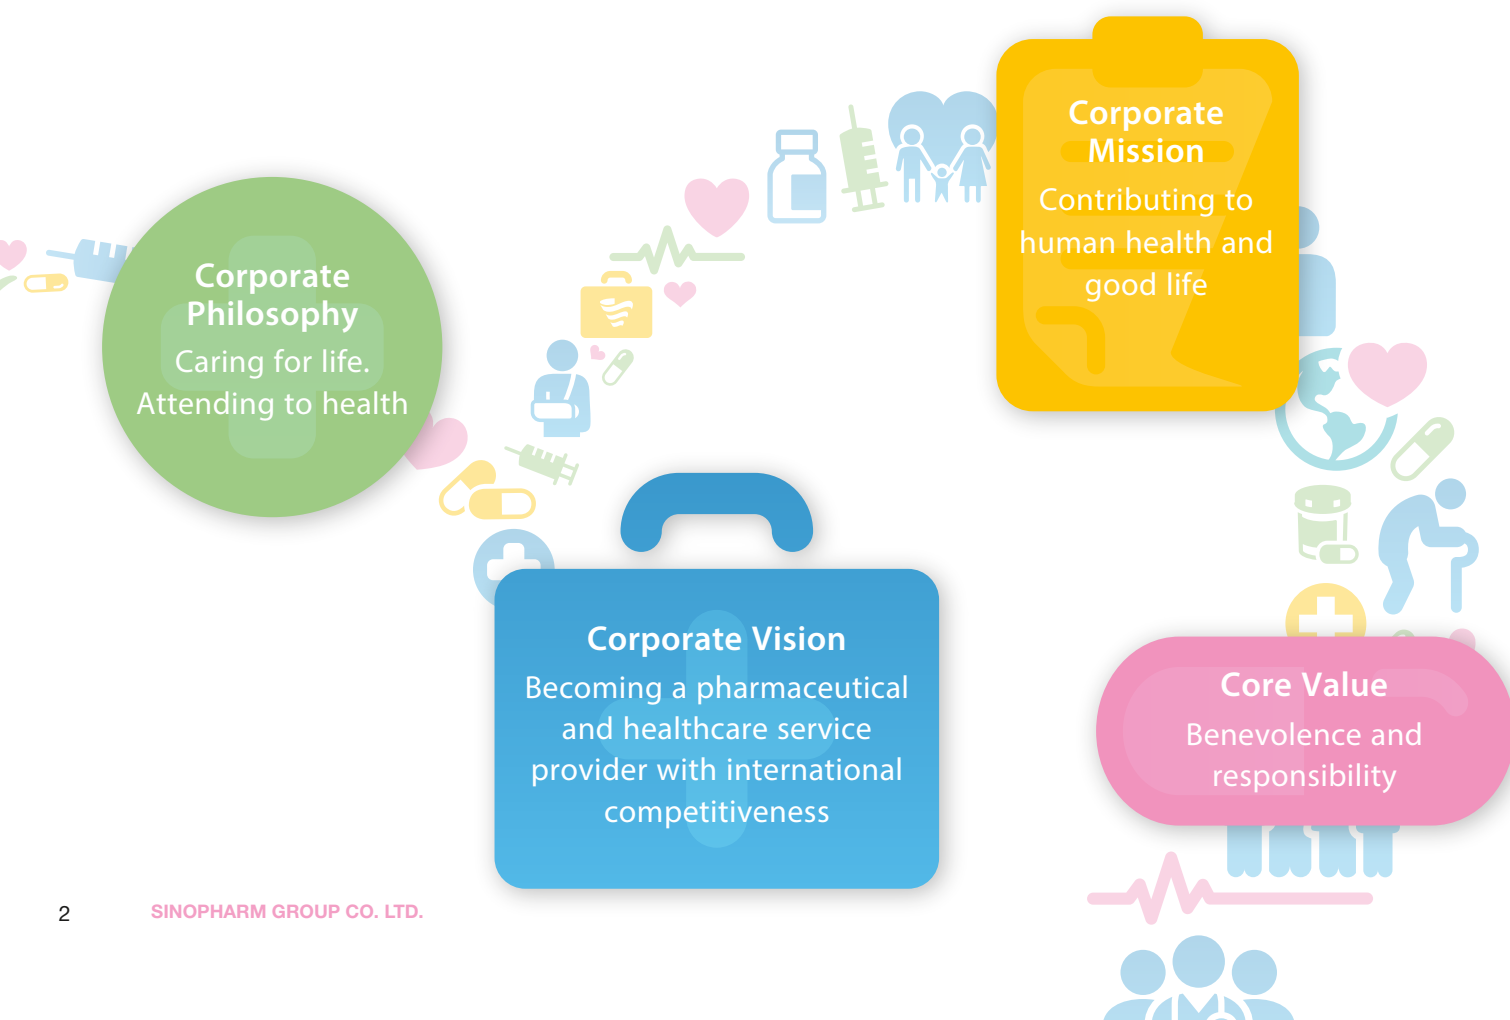 Corporate
Philosophy
Caring for life.
Attending to health
Corporate Vision
Becoming a pharmaceutical
and healthcare service
provider with international
competitiveness
Corporate
Mission
Contributing to
human health and
good life
Core Value
Benevolence and
responsibility
2
SINOPHARM GROUP CO. LTD.